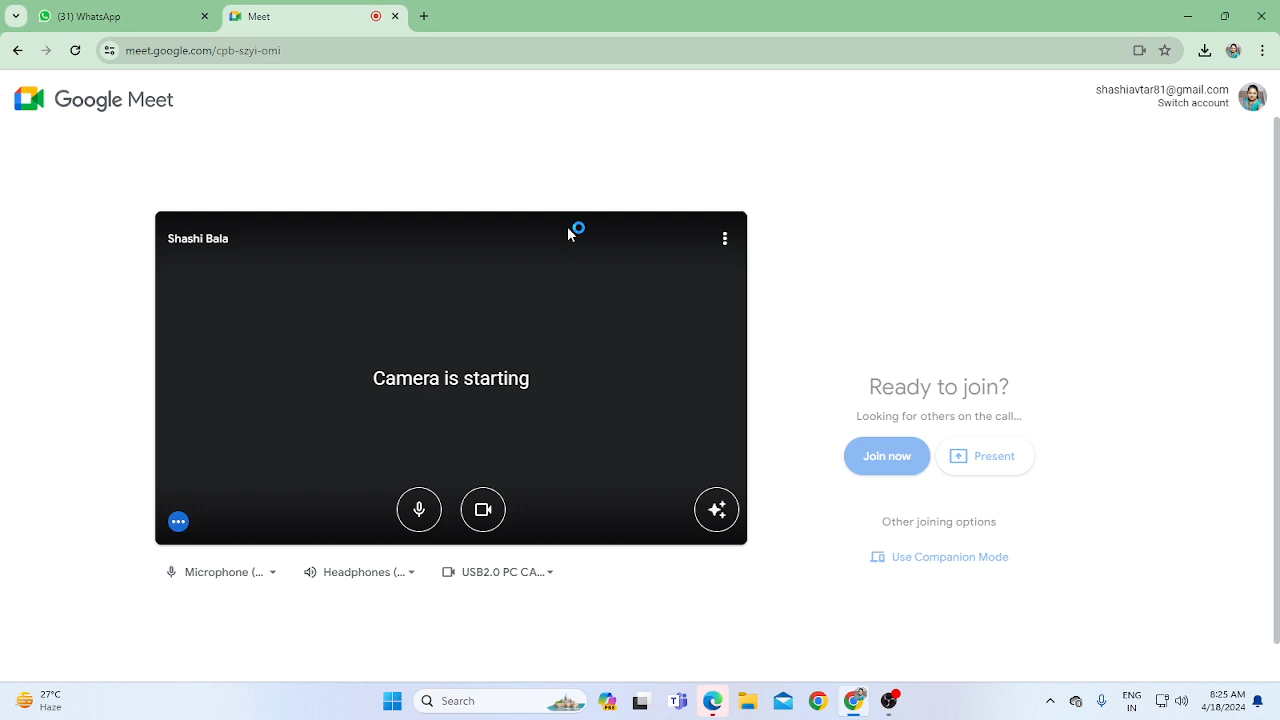 (31) WhatsApp
Meet
meet.google.com/cpb-szyi-omi
Google Meet
shashiavtar81@gmail.com
Switch account
Shashi Bala
Camera is starting
Ready to join?
Looking for others on the call...
Join now
Present
Other joining options
Use Companion Mode
Microphone (...
Headphones (...
USB2.0 PC CA...
27°C
Haze
Search
PRE
ENG
IN
8:25 AM
4/18/2024